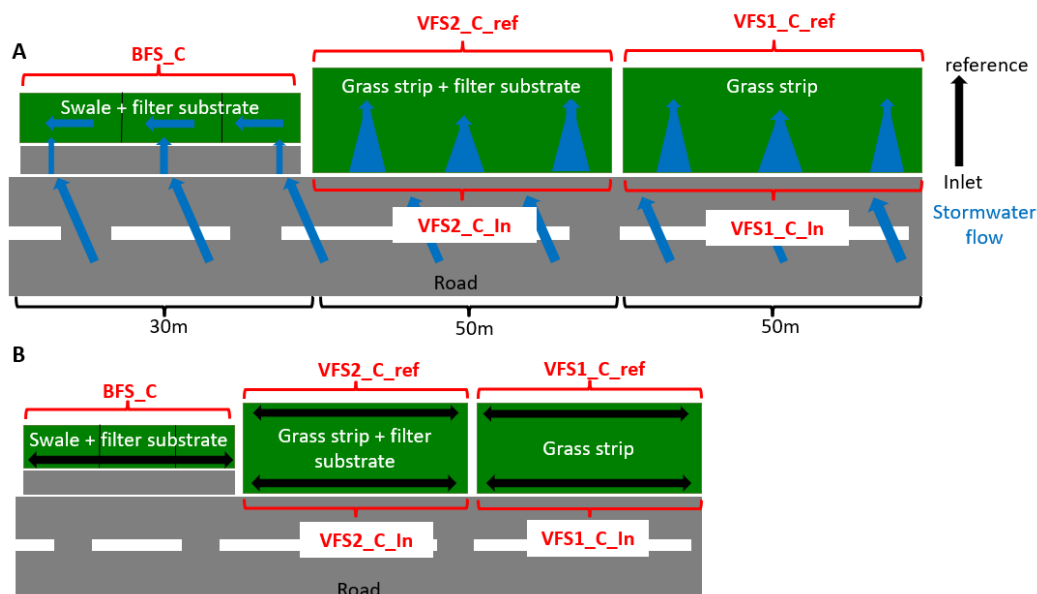 A
VFS2_C_ref
VFS1_C_ref
BFS_C
reference
Swale + filter substrate
Grass strip + filter substrate
Grass strip
Inlet
Stormwater
flow
VFS2_C_In
VFS1_C_In
Road
30m
50m
50m
B
VFS2_C_ref
VFS1_C_ref
BFS_C
Swale + filter substrate
Grass strip + filter
substrate
Grass strip
VFS2_C_In
VFS1_C_In
Road